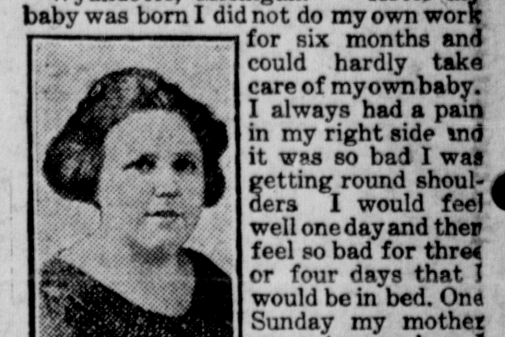 baby was born I did not do my own work
for six months and
could hardly take
care of my own baby.
I always had a pain
in my right side and
it was so bad I was
getting round shoul-
ders I would feel
well one day and then
feel so bad for three
or four days that I
would be in bed. One
Sunday my mother